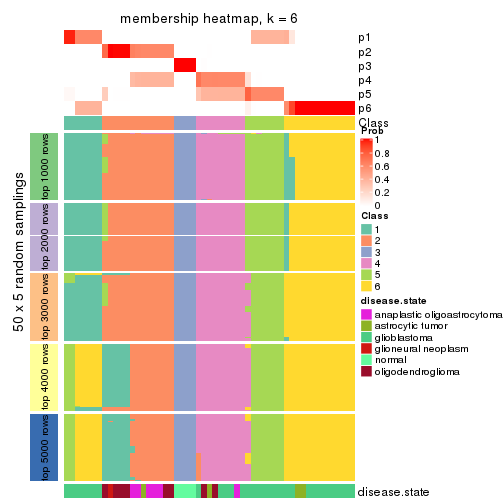 membership heatmap, k = 6
p1
p2
p3
p4
p5
p6
Class
50 x 5 random samplings
top 1000 rows
top 2000 rows
top 3000 rows
top 4000 rows
top 5000 rows
disease.state
Prob
1
0.8
0.6
0.4
0.2
0
Class
1
2
3
4
5
6
disease.state
anaplastic oligoastrocytoma
astrocytic tumor
glioblastoma
glioneural neoplasm
normal
oligodendroglioma